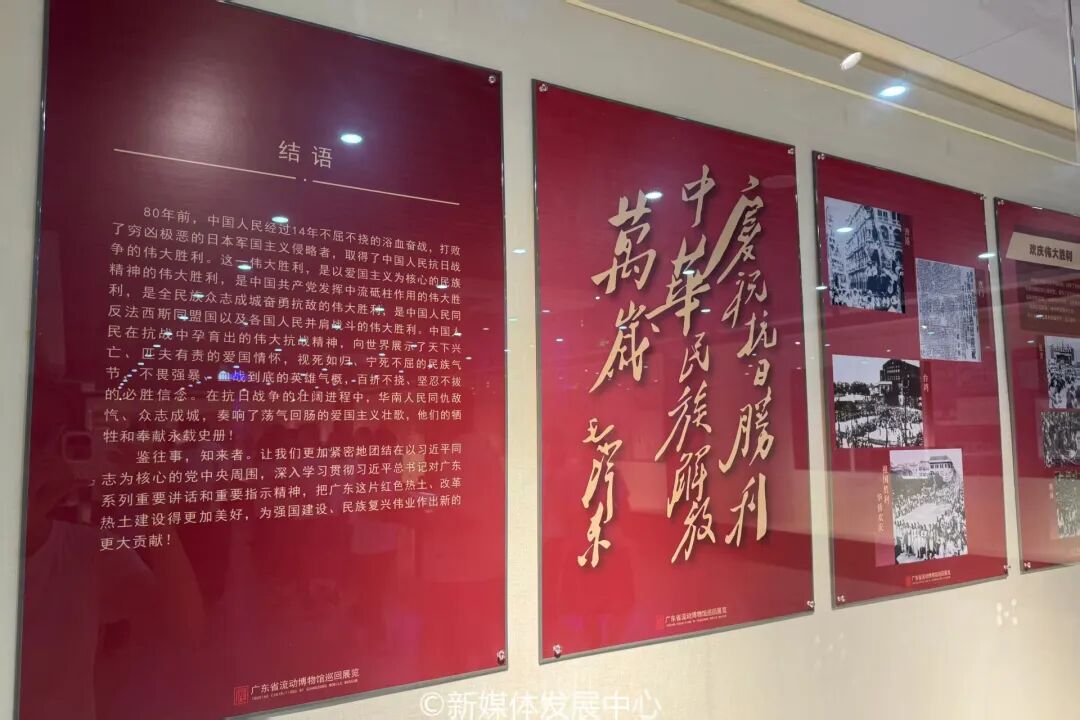 结语
80年前,中国人民经过14年不屈不挠的浴血奋战,打败
了穷凶极恶的日本军国主义侵略者,取得了中国人民抗日战
争的伟大胜利。这一伟大胜利,是以爱国主义为核心的民族
精神的伟大胜利,是中国共产党发挥中流砥柱作用的伟大胜
利,是全民族众志成城奋勇抗敌的伟大胜利,是中国人民同
反法西斯同盟国以及各国人民并肩战斗的伟大胜利。中国人
民在抗战中孕育出的伟大抗战精神,向世界展示了天下兴
亡、匹夫有责的爱国情怀,视死如归、宁死不屈的民族气
节,不畏强暴、血战到底的英雄气概,百折不挠、坚忍不拔
的必胜信念。在抗日战争的壮阔进程中,华南人民同仇敌
忾、众志成城,奏响了荡气回肠的爱国主义壮歌,他们的牺
牲和奉献永载史册!
鉴往事,知来者。让我们更加紧密地团结在以习近平同
志为核心的党中央周围,深入学习贯彻习近平总书记对广东
系列重要讲话和重要指示精神,把广东这片红色热土、改革
热土建设得更加美好,为强国建设、民族复兴伟业作出新的
更大贡献!
广东省流动博物馆巡回展览
TOURING EXHIBITIONS BY GUANGDONG MOBILE MUSEUM
慶祝抗日勝利
中華民族解放
萬歲
毛澤东
广东省流动博物馆巡回展览
台湾
祖国胜利
华侨欢庆
广东省流动博物馆巡回展览
欢庆伟大胜利
©新媒体发展中心